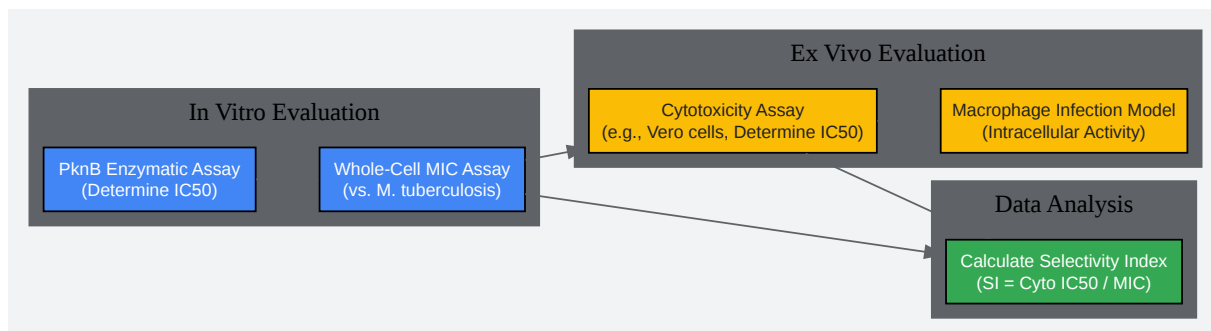 In Vitro Evaluation
PknB Enzymatic Assay
(Determine IC50)
Whole-Cell MIC Assay
(vs. M. tuberculosis)
Ex Vivo Evaluation
Cytotoxicity Assay
(e.g., Vero cells, Determine IC50)
Macrophage Infection Model
(Intracellular Activity)
Data Analysis
Calculate Selectivity Index
(SI = Cyto IC50 / MIC)